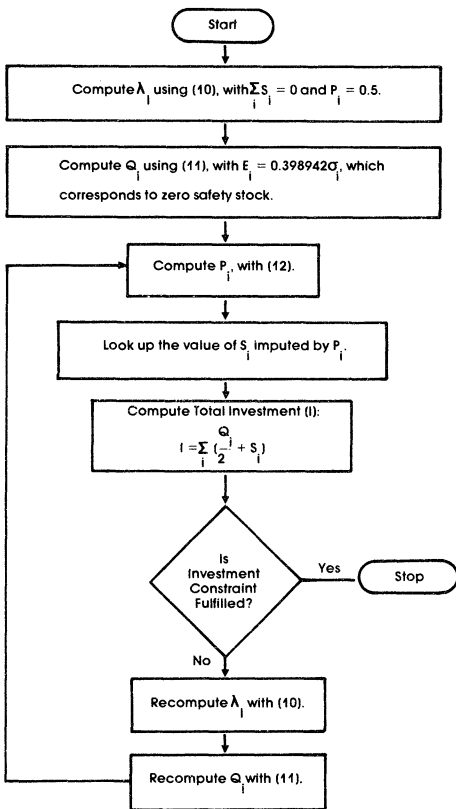 Start
Compute λ_I using (10), with Σ_i S_i = 0 and P_i = 0.5.
Compute Q_i using (11), with E_i = 0.398942σ_i, which
corresponds to zero safety stock.
Compute P_i, with (12).
Look up the value of S_i imputed by P_i.
Compute Total Investment (I):
I = Σ_i (Q_i/2 + S_i)
Is
Investment
Constraint
Fulfilled?
Yes
Stop
No
Recompute λ_I with (10).
Recompute Q_i with (11).